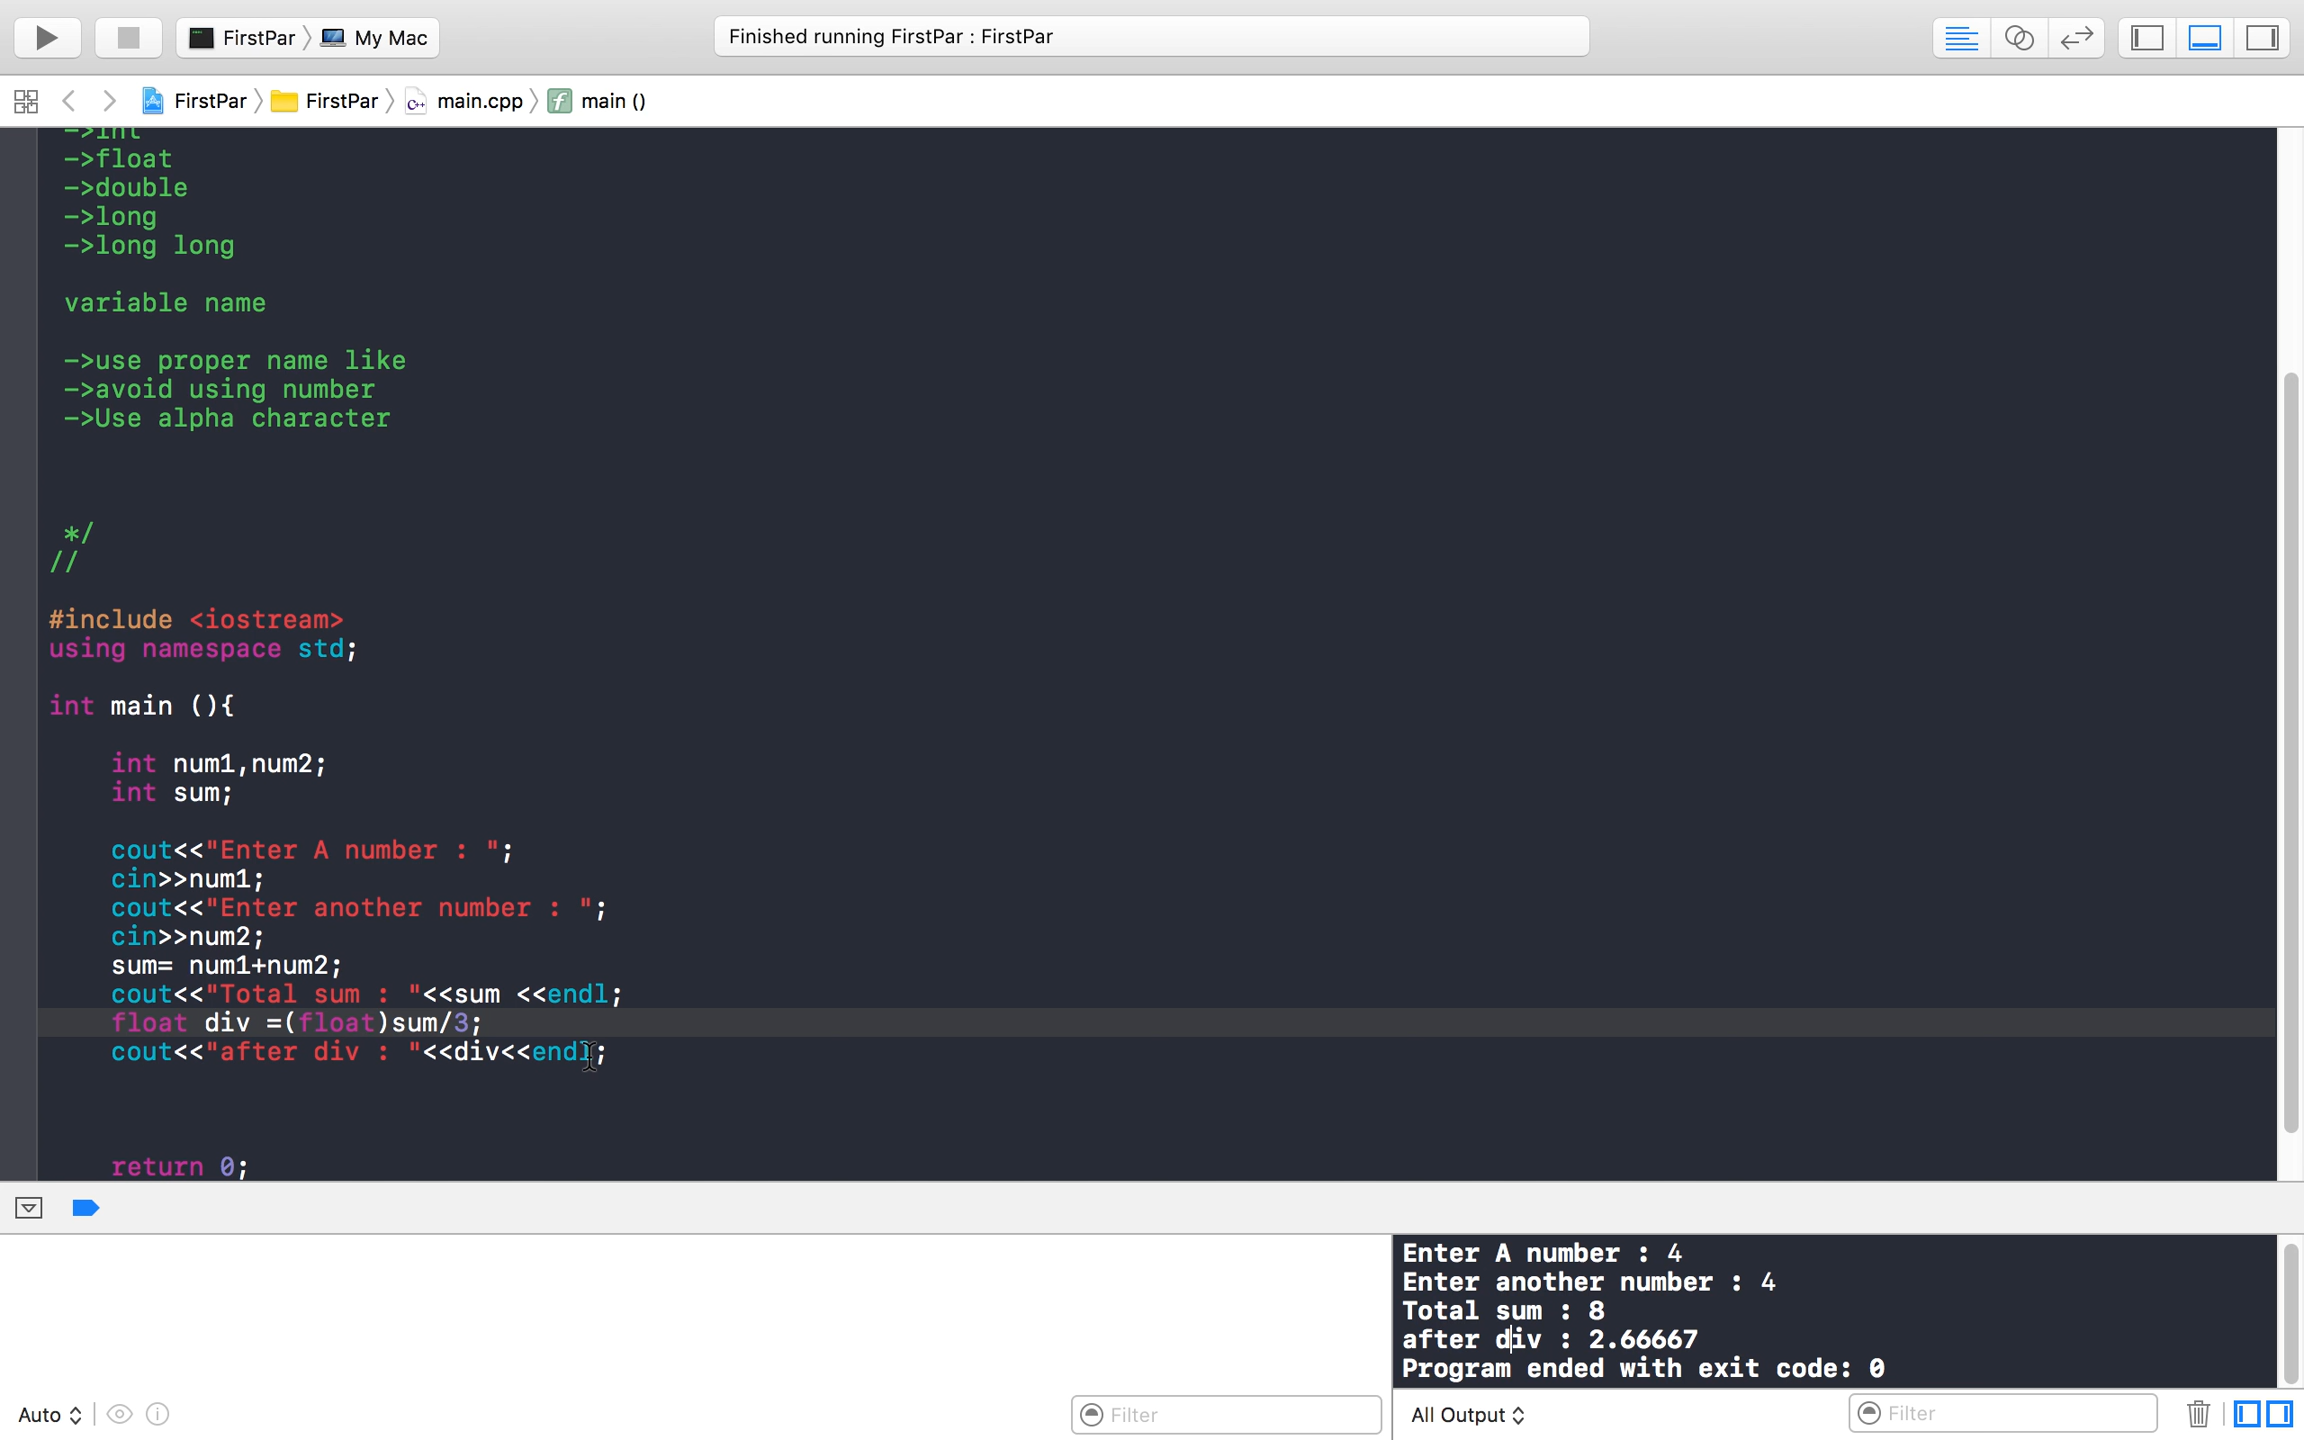 FirstPar My Mac Finished running FirstPar : FirstPar
FirstPar FirstPar main.cpp main ()
->int
->float
->double
->long
->long long
variable name
->use proper name like
->avoid using number
->Use alpha character
*/
//
#include <iostream>
using namespace std;
int main (){
int num1,num2;
int sum;
cout<<"Enter A number : ";
cin>>num1;
cout<<"Enter another number : ";
cin>>num2;
sum= num1+num2;
cout<<"Total sum : "<<sum <<endl;
float div =(float)sum/3;
cout<<"after div : "<<div<<endl;
return 0;
Enter A number : 4
Enter another number : 4
Total sum : 8
after div : 2.66667
Program ended with exit code: 0
Auto Filter All Output Filter